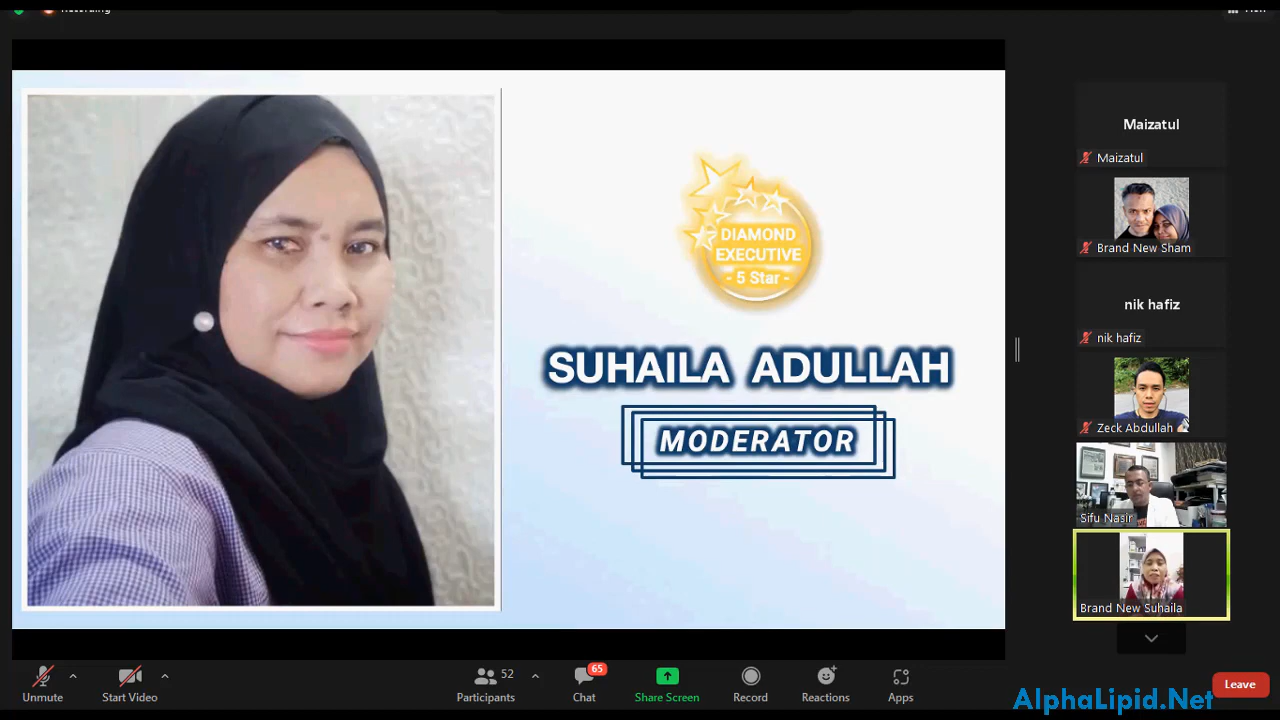 Recording
View
DIAMOND
EXECUTIVE
- 5 Star -
SUHAILA ADULLAH
MODERATOR
Maizatul
Maizatul
Brand New Sham
nik hafiz
nik hafiz
Zeck Abdullah
Sifu Nasir
Brand New Suhaila
Unmute
Start Video
52
Participants
65
Chat
Share Screen
Record
Reactions
Apps
Leave
AlphaLipid.Net